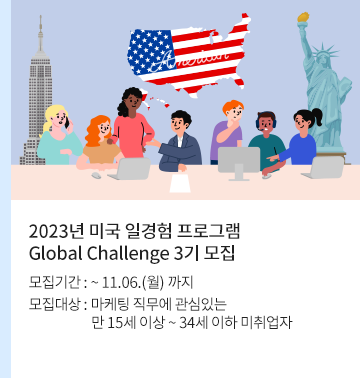 American
2023년 미국 일경험 프로그램
Global Challenge 3기 모집
모집기간 : ~ 11.06.(월) 까지
모집대상 : 마케팅 직무에 관심있는
만 15세 이상 ~ 34세 이하 미취업자